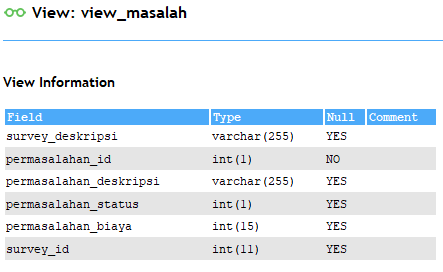 View: view_masalah
View Information
Field Type Null Comment
survey_deskripsi varchar(255) YES
permasalahan_id int(1) NO
permasalahan_deskripsi varchar(255) YES
permasalahan_status int(1) YES
permasalahan_biaya int(15) YES
survey_id int(11) YES